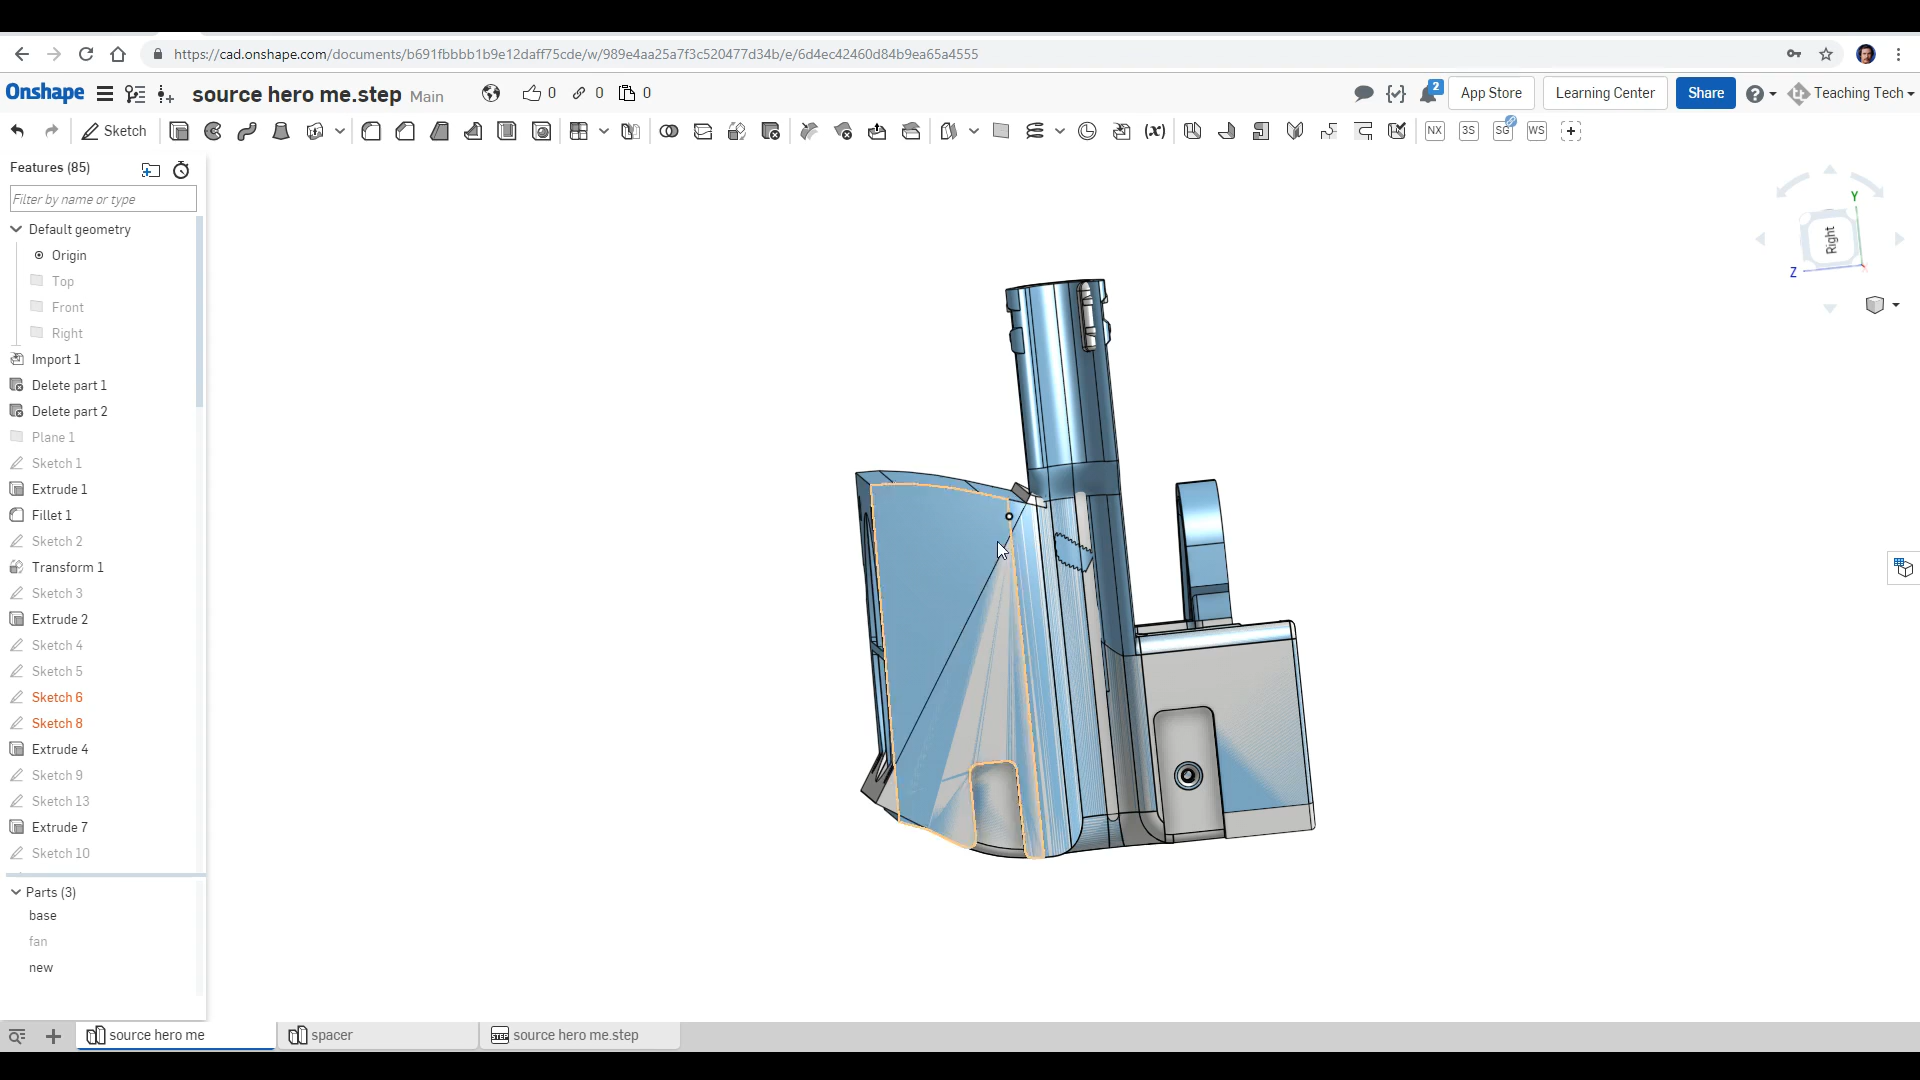 https://cad.onshape.com/documents/b691fbbbb1b9e12daff75cde/w/989e4aa25a7f3c520477d34b/e/6d4ec42460d84b9ea65a4555
Onshape source hero me.step Main 0 0 0 2 App Store Learning Center Share Teaching Tech
Sketch (x) NX 3S SG WS
Features (85)
Filter by name or type
Default geometry
Origin
Top
Front
Right
Import 1
Delete part 1
Delete part 2
Plane 1
Sketch 1
Extrude 1
Fillet 1
Sketch 2
Transform 1
Sketch 3
Extrude 2
Sketch 4
Sketch 5
Sketch 6
Sketch 8
Extrude 4
Sketch 9
Sketch 13
Extrude 7
Sketch 10
Parts (3)
base
fan
new
Y
Right
Z
source hero me
spacer
STEP source hero me.step